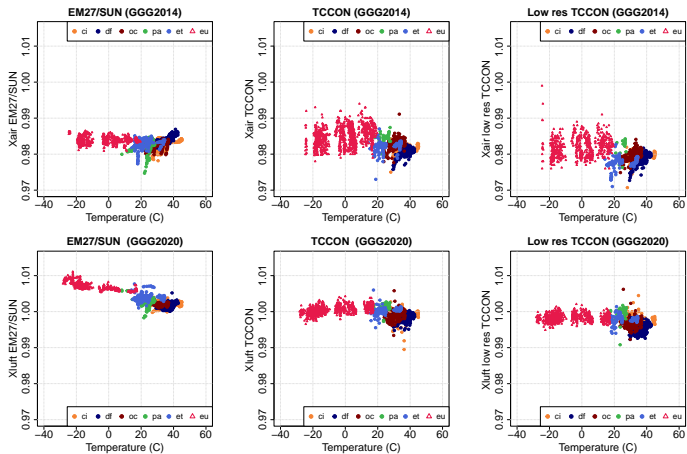 EM27/SUN (GGG2014)
ci df oc pa et eu
Xair EM27/SUN
0.97 0.98 0.99 1.00 1.01
−40 −20 0 20 40 60
Temperature (C)
TCCON (GGG2014)
ci df oc pa et eu
Xair TCCON
0.97 0.98 0.99 1.00 1.01
−40 −20 0 20 40 60
Temperature (C)
Low res TCCON (GGG2014)
ci df oc pa et eu
Xair low res TCCON
0.97 0.98 0.99 1.00 1.01
−40 −20 0 20 40 60
Temperature (C)
EM27/SUN (GGG2020)
Xluft EM27/SUN
0.97 0.98 0.99 1.00 1.01
ci df oc pa et eu
−40 −20 0 20 40 60
Temperature (C)
TCCON (GGG2020)
Xluft TCCON
0.97 0.98 0.99 1.00 1.01
ci df oc pa et eu
−40 −20 0 20 40 60
Temperature (C)
Low res TCCON (GGG2020)
Xluft low res TCCON
0.97 0.98 0.99 1.00 1.01
ci df oc pa et eu
−40 −20 0 20 40 60
Temperature (C)